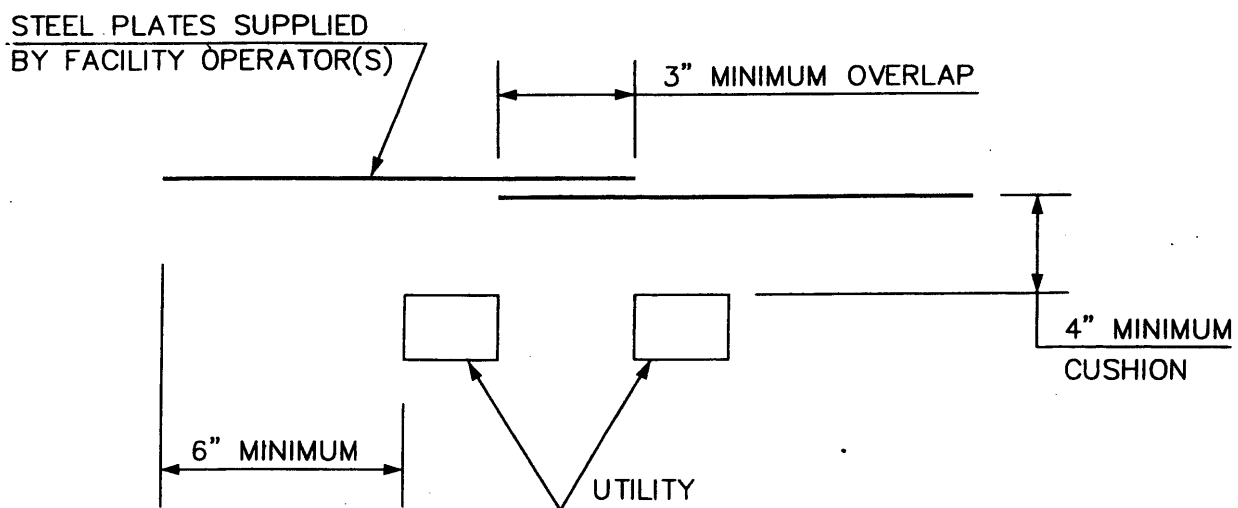 STEEL PLATES SUPPLIED
BY FACILITY OPERATOR(S)
3" MINIMUM OVERLAP
4" MINIMUM
CUSHION
6" MINIMUM
UTILITY